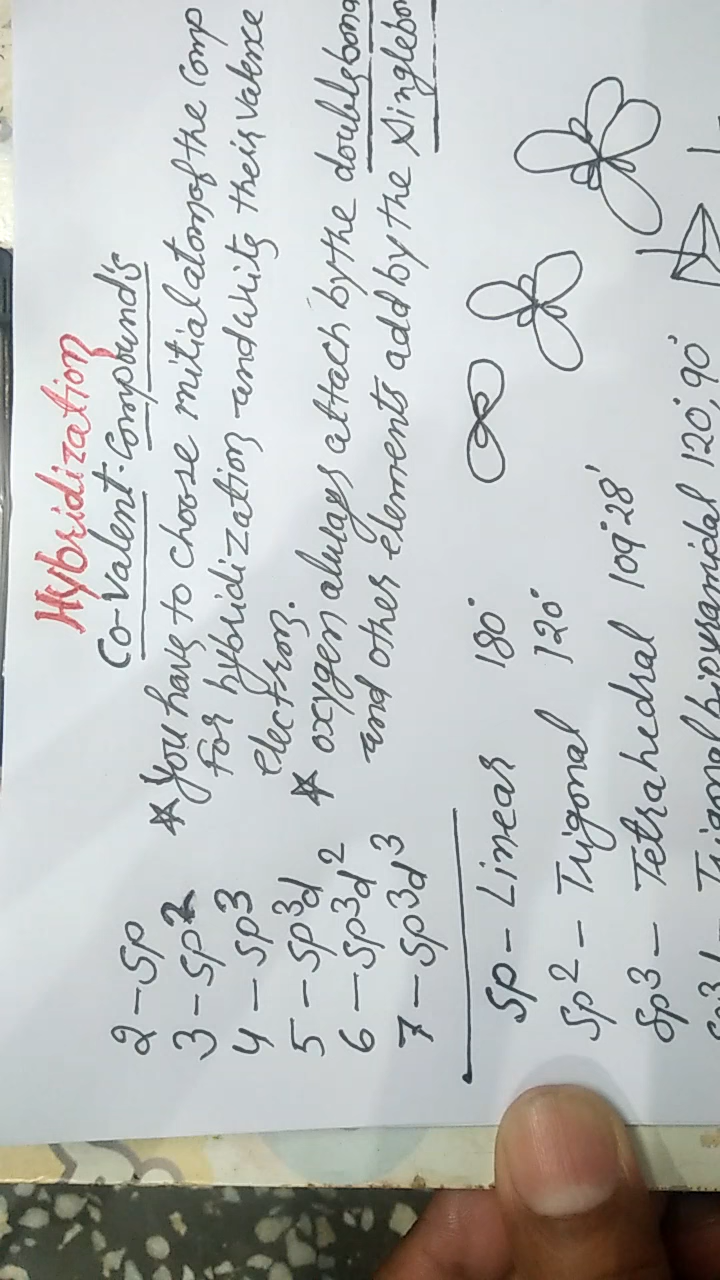 Hybridization
Co-valent-Compound's
* You have to choose initial atom of the Comp
For hybridization and write their valence
electron.
* oxygen always attach by the double bond
and other elements add by the Single bon
2 - Sp
3 - Sp2
4 - Sp3
5 - Sp3d
6 - Sp3d2
7 - Sp3d3
Sp - Linear 180°
Sp2 - Trigonal 120°
Sp3 - Tetrahedral 109°28'
Trigonal bipyramidal 120°, 90°